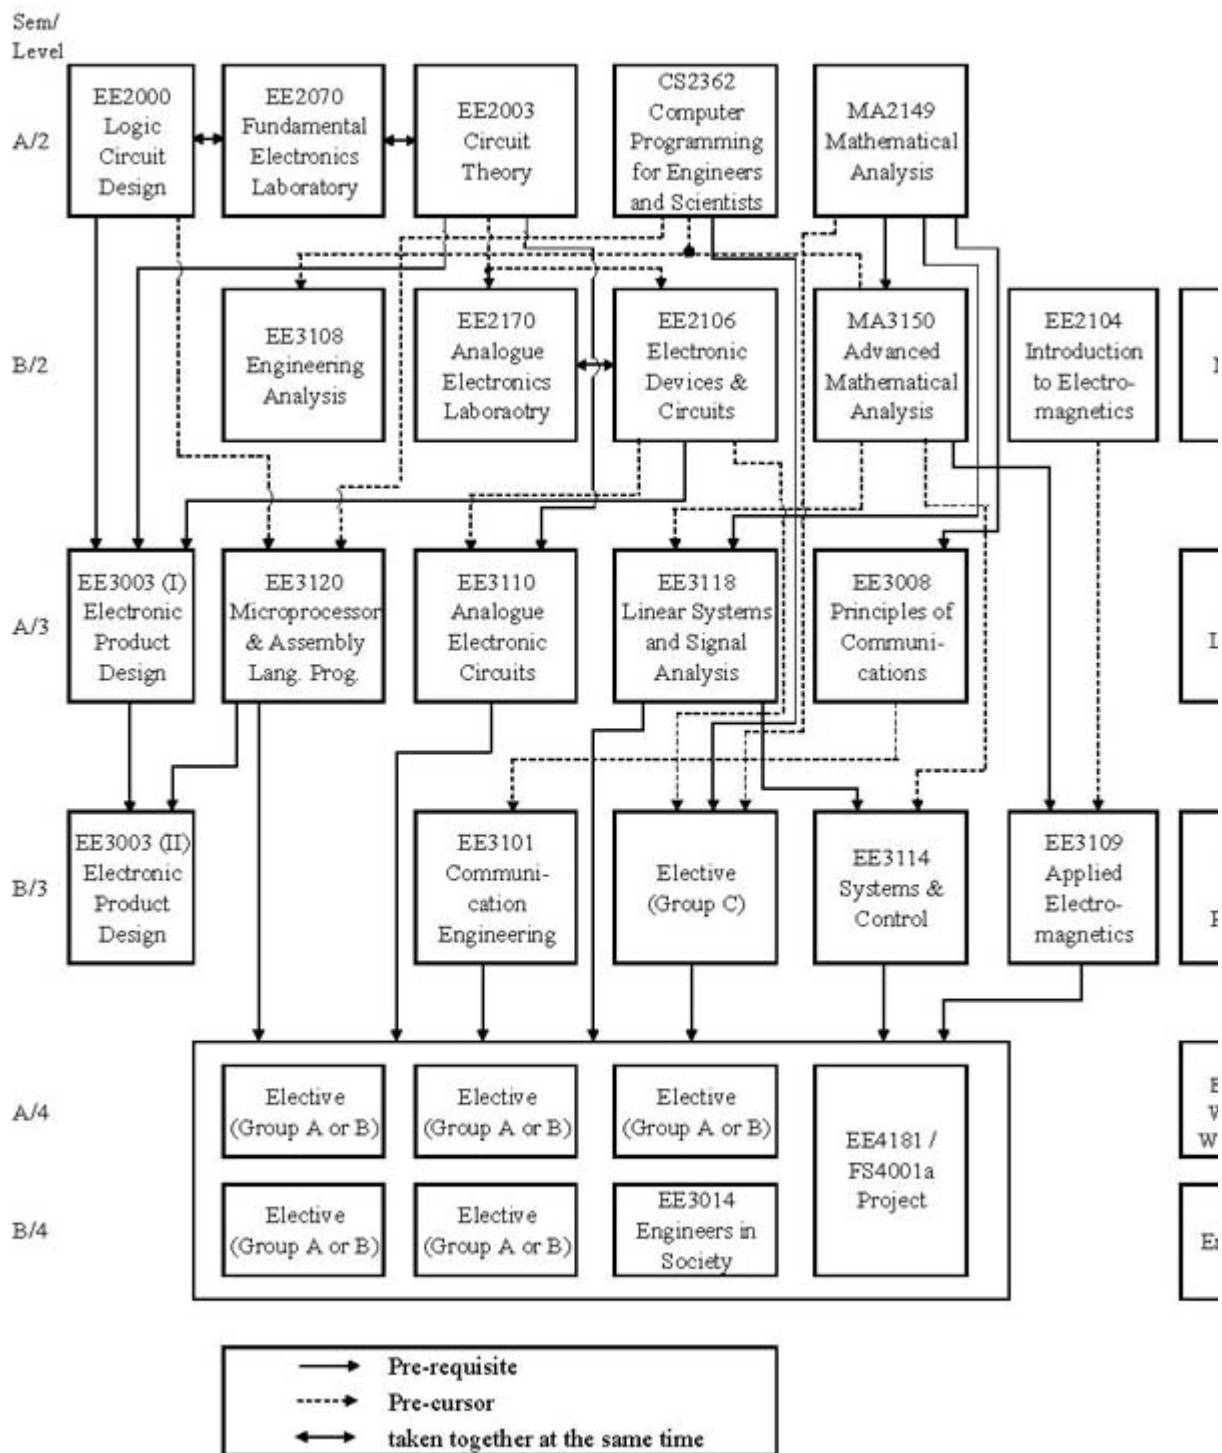 Sem/
Level
A/2
EE2000
Logic
Circuit
Design
EE2070
Fundamental
Electronics
Laboratory
EE2003
Circuit
Theory
CS2362
Computer
Programming
for Engineers
and Scientists
MA2149
Mathematical
Analysis
B/2
EE3108
Engineering
Analysis
EE2170
Analogue
Electronics
Laboraotry
EE2106
Electronic
Devices &
Circuits
MA3150
Advanced
Mathematical
Analysis
EE2104
Introduction
to Electro-
magnetics
A/3
EE3003 (I)
Electronic
Product
Design
EE3120
Microprocessor
& Assembly
Lang. Prog.
EE3110
Analogue
Electronic
Circuits
EE3118
Linear Systems
and Signal
Analysis
EE3008
Principles of
Communi-
cations
L
B/3
EE3003 (II)
Electronic
Product
Design
EE3101
Communi-
cation
Engineering
Elective
(Group C)
EE3114
Systems &
Control
EE3109
Applied
Electro-
magnetics
A/4
Elective
(Group A or B)
Elective
(Group A or B)
Elective
(Group A or B)
EE4181 /
FS4001a
Project
W
B/4
Elective
(Group A or B)
Elective
(Group A or B)
EE3014
Engineers in
Society
En
Pre-requisite
Pre-cursor
taken together at the same time